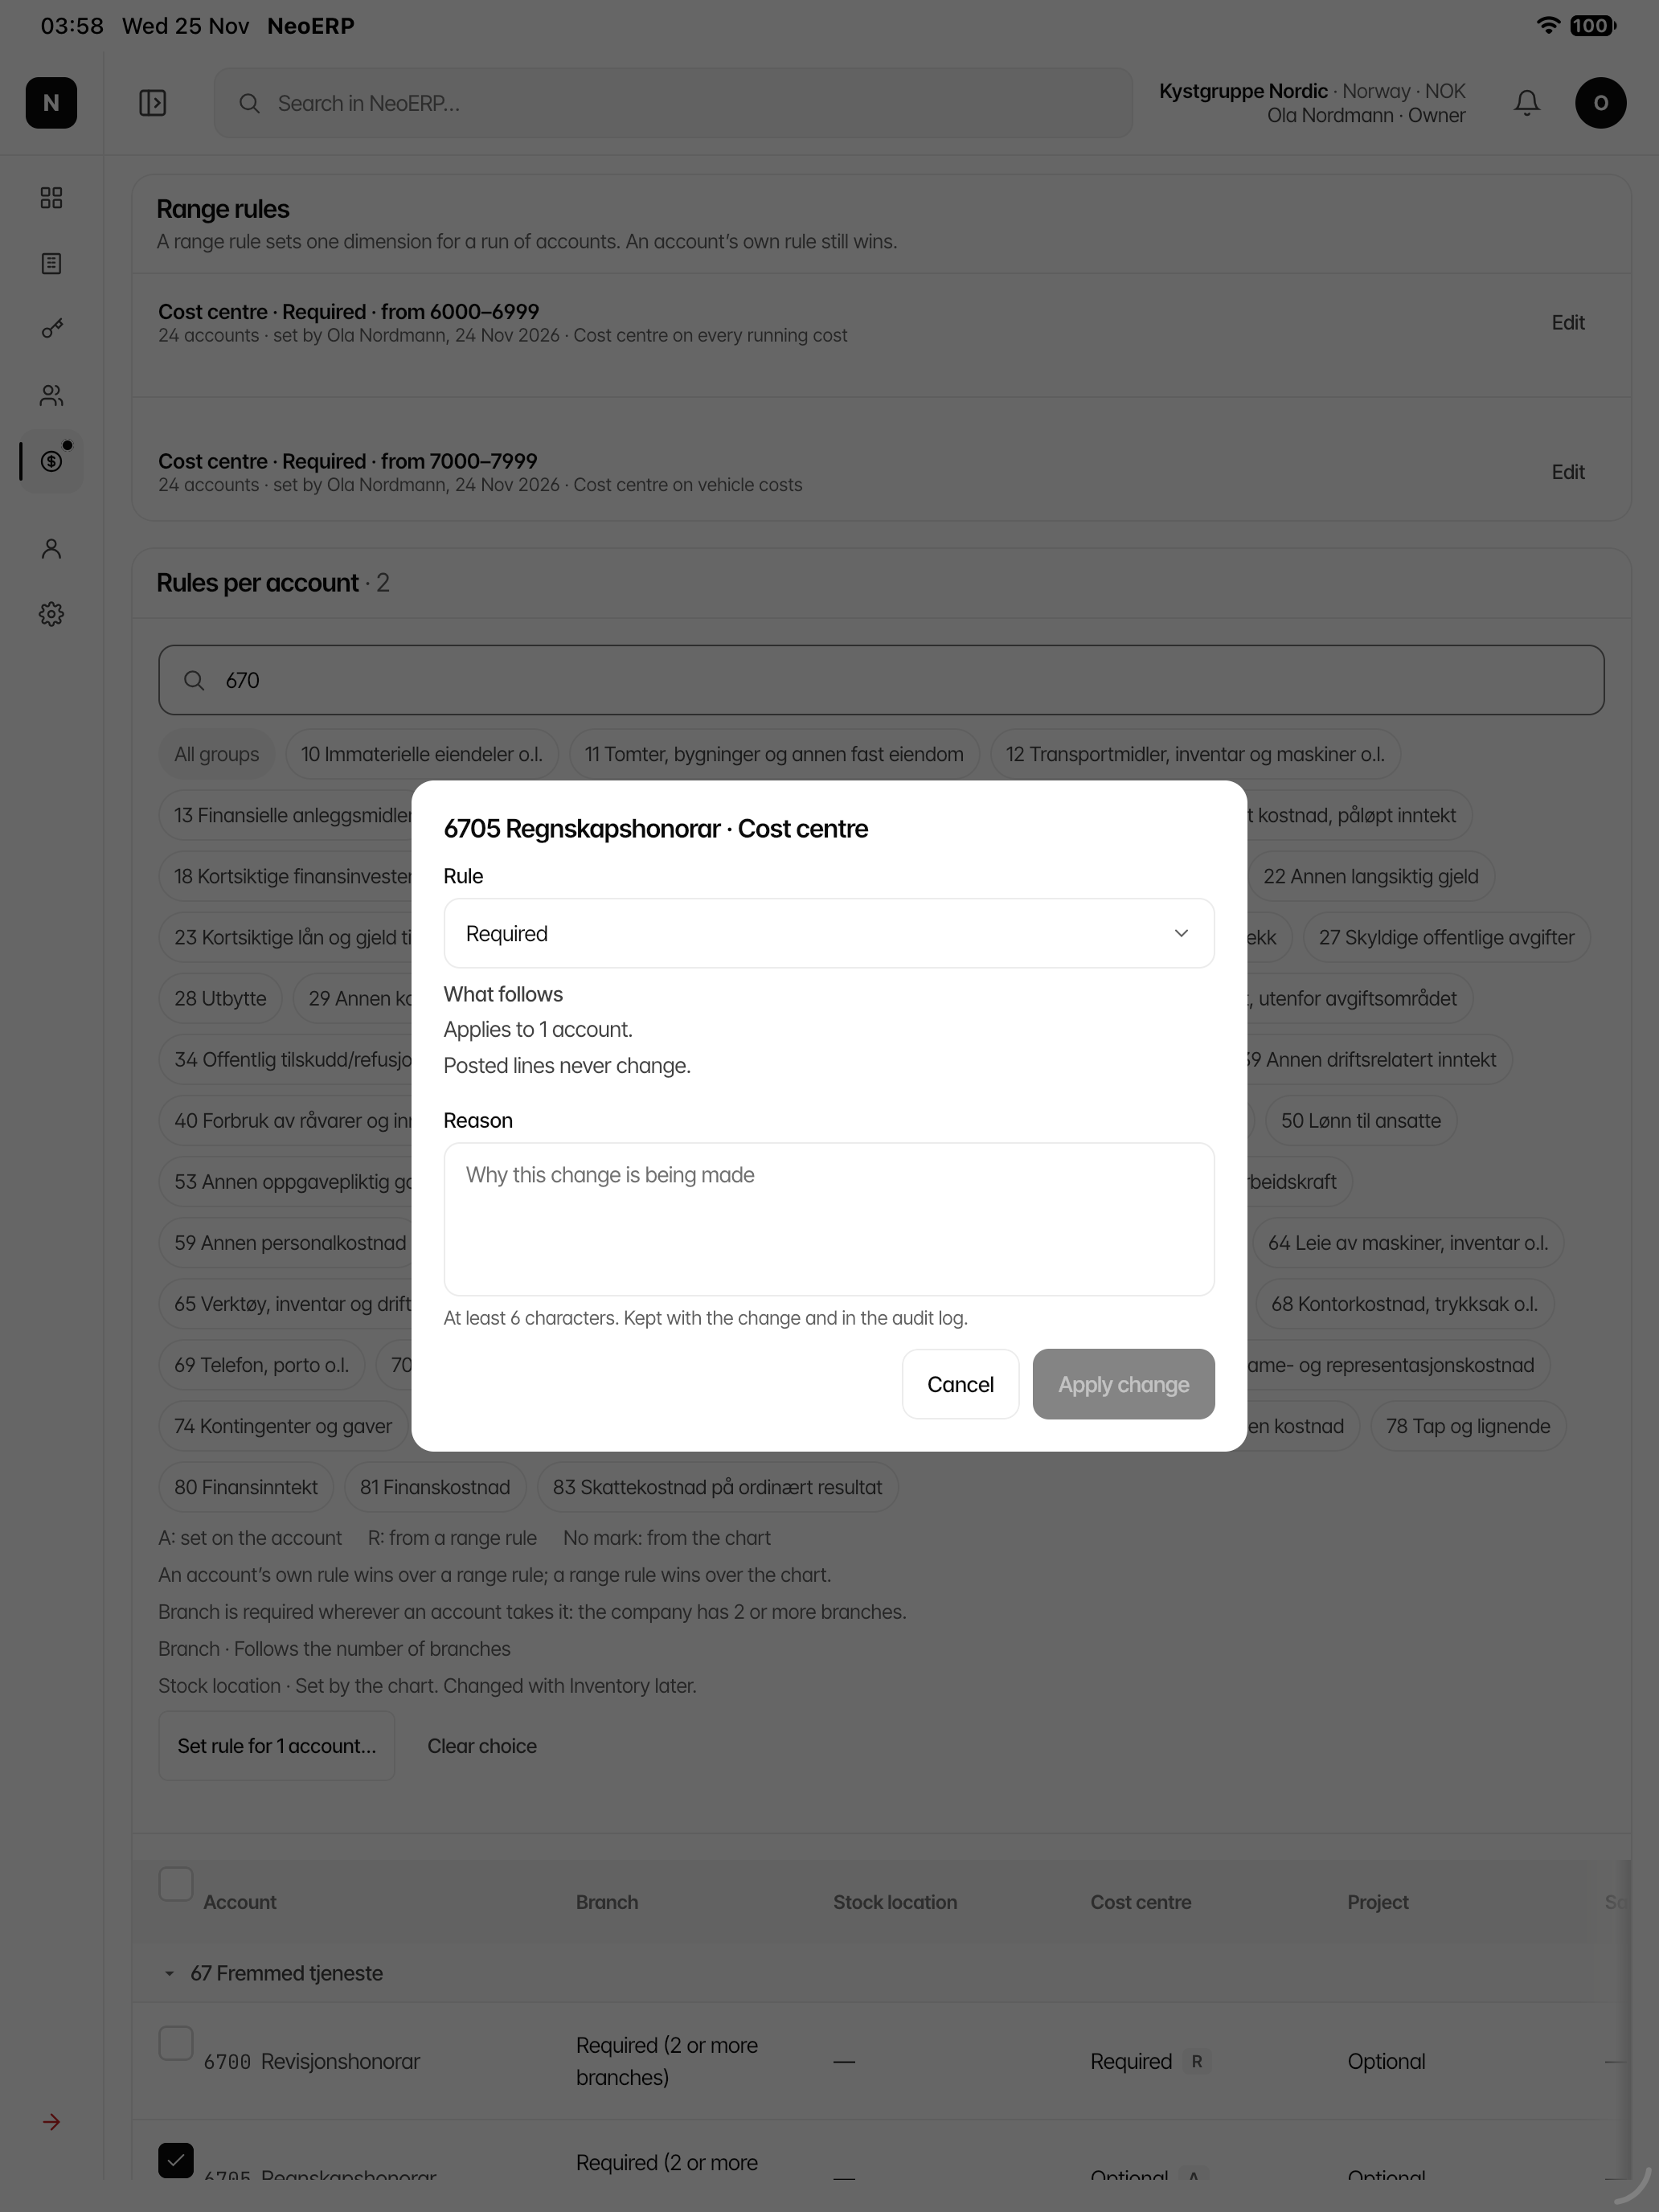 03:58 Wed 25 Nov NeoERP
100
N
Search in NeoERP...
Kystgruppe Nordic · Norway · NOK
Ola Nordmann · Owner
O
Range rules
A range rule sets one dimension for a run of accounts. An account's own rule still wins.
Cost centre · Required · from 6000–6999
24 accounts · set by Ola Nordmann, 24 Nov 2026 · Cost centre on every running cost
Edit
Cost centre · Required · from 7000–7999
24 accounts · set by Ola Nordmann, 24 Nov 2026 · Cost centre on vehicle costs
Edit
Rules per account · 2
670
All groups 10 Immaterielle eiendeler o.l. 11 Tomter, bygninger og annen fast eiendom 12 Transportmidler, inventar og maskiner o.l.
13 Finansielle anleggsmidler t kostnad, påløpt inntekt
18 Kortsiktige 22 Annen langsiktig gjeld
23 Kortsiktige lån og gjeld 27 Skyldige offentlige avgifter
28 Utbytte 29 Annen , utenfor avgiftsområdet
34 Offentlig 39 Annen driftsrelatert inntekt
40 Forbruk av råvarer og 50 Lønn til ansatte
53 Annen oppgavepliktig
59 Annen personalkostnad 64 Leie av maskiner, inventar o.l.
65 Verktøy, inventar og 68 Kontorkostnad, trykksak o.l.
69 Telefon, porto o.l. 70 og representasjonskostnad
74 Kontingenter og gaver kostnad 78 Tap og lignende
80 Finansinntekt 81 Finanskostnad 83 Skattekostnad på ordinært resultat
6705 Regnskapshonorar · Cost centre
Rule
Required
What follows
Applies to 1 account.
Posted lines never change.
Reason
Why this change is being made
At least 6 characters. Kept with the change and in the audit log.
Cancel Apply change
A: set on the account R: from a range rule No mark: from the chart
An account's own rule wins over a range rule; a range rule wins over the chart.
Branch is required wherever an account takes it: the company has 2 or more branches.
Branch · Follows the number of branches
Stock location · Set by the chart. Changed with Inventory later.
Set rule for 1 account... Clear choice
Account Branch Stock location Cost centre Project
67 Fremmed tjeneste
6700 Revisjonshonorar Required (2 or more branches) — Required R Optional —
6705 Regnskapshonorar Required (2 or more — Optional A Optional —